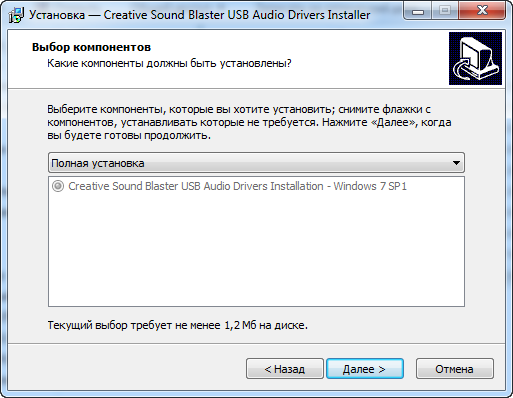 Установка — Creative Sound Blaster USB Audio Drivers Installer
Выбор компонентов
Какие компоненты должны быть установлены?
Выберите компоненты, которые вы хотите установить; снимите флажки с
компонентов, устанавливать которые не требуется. Нажмите «Далее», когда
вы будете готовы продолжить.
Полная установка
Creative Sound Blaster USB Audio Drivers Installation - Windows 7 SP1
Текущий выбор требует не менее 1,2 Мб на диске.
< Назад
Далее >
Отмена